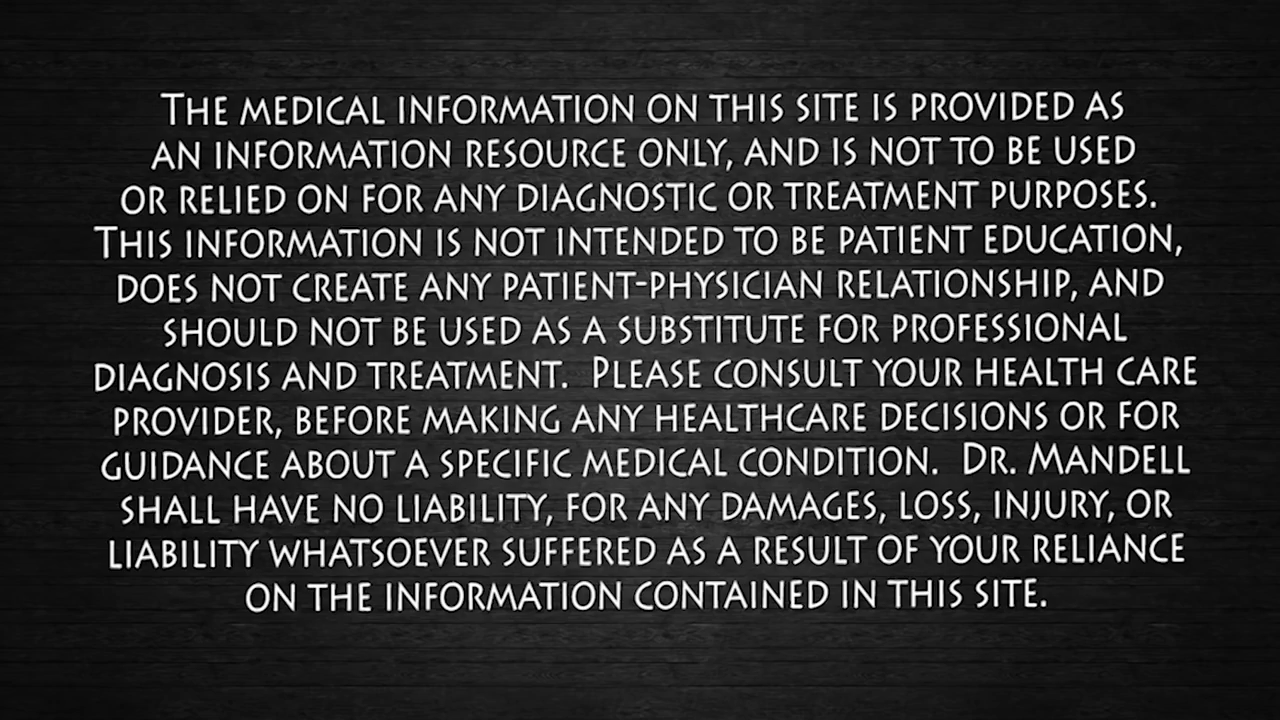 The medical information on this site is provided as
an information resource only, and is not to be used
or relied on for any diagnostic or treatment purposes.
This information is not intended to be patient education,
does not create any patient-physician relationship, and
should not be used as a substitute for professional
diagnosis and treatment. Please consult your health care
provider, before making any healthcare decisions or for
guidance about a specific medical condition. Dr. Mandell
shall have no liability, for any damages, loss, injury, or
liability whatsoever suffered as a result of your reliance
on the information contained in this site.